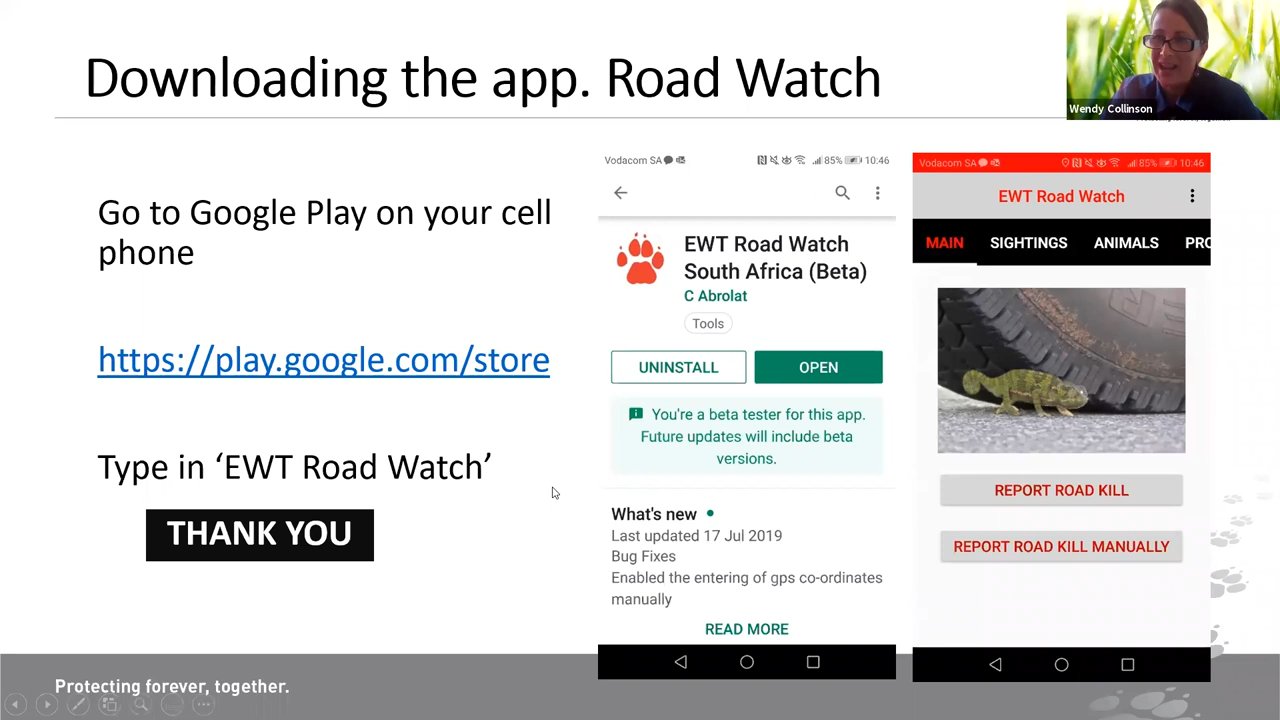 Downloading the app. Road Watch
Wendy Collinson
Go to Google Play on your cell
phone
https://play.google.com/store
Type in ‘EWT Road Watch’
THANK YOU
Vodacom SA 85% 10:46
EWT Road Watch
South Africa (Beta)
C Abrolat
Tools
UNINSTALL OPEN
You're a beta tester for this app.
Future updates will include beta
versions.
What's new
Last updated 17 Jul 2019
Bug Fixes
Enabled the entering of gps co-ordinates
manually
READ MORE
Vodacom SA 85% 10:46
EWT Road Watch
MAIN SIGHTINGS ANIMALS PRO
REPORT ROAD KILL
REPORT ROAD KILL MANUALLY
Protecting forever, together.